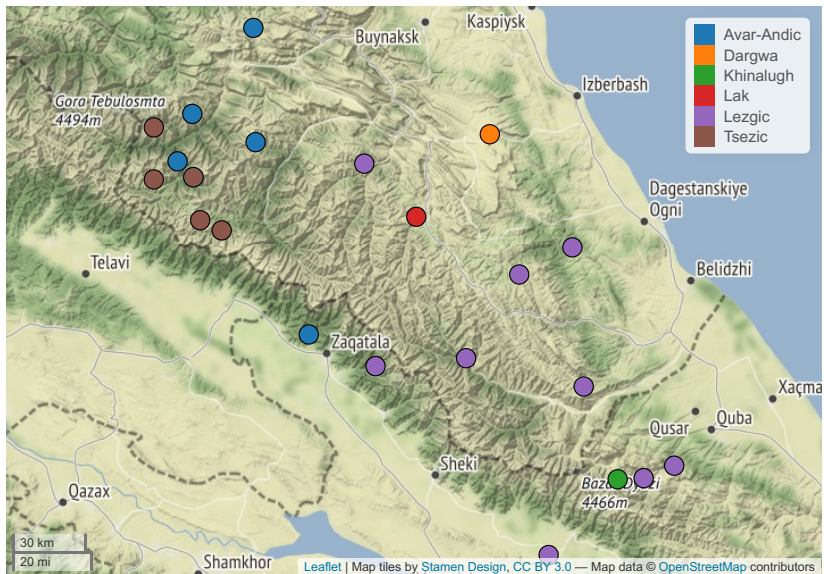 Kaspiysk
Buynaksk
Avar-Andic
Dargwa
Khinalugh
Lak
Lezgic
Tsezic
Izberbash
Gora Tebulosmta
4494m
Dagestanskiye
Ogni
Telavi
Belidzhi
Zaqatala
Xaçma
Qusar
Quba
Sheki
4466m
Qazax
30 km
20 mi
Shamkhor
Leaflet | Map tiles by Stamen Design, CC BY 3.0 — Map data © OpenStreetMap contributors